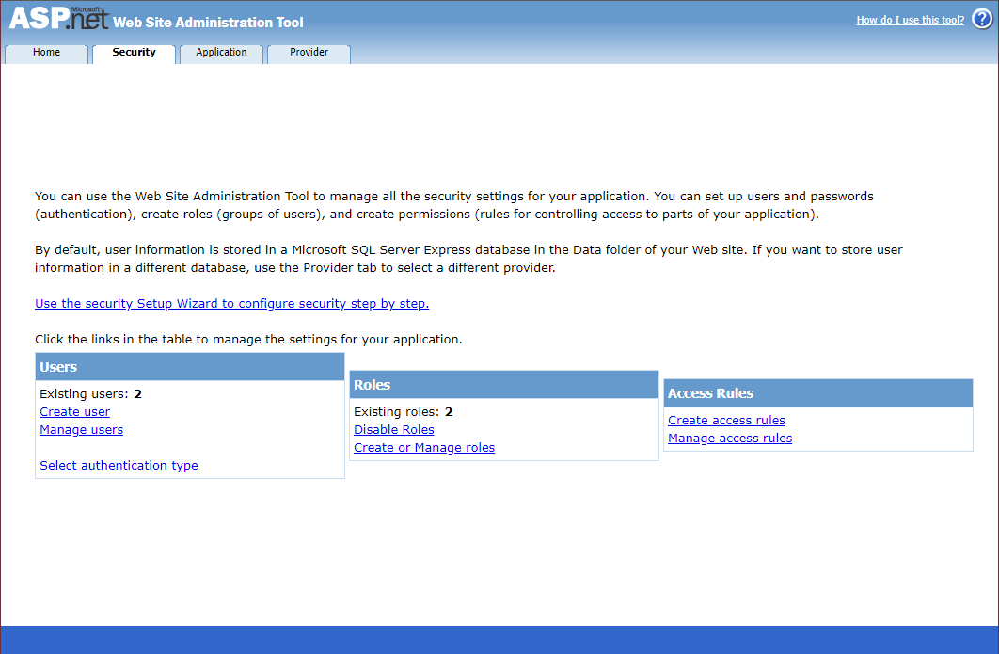 Microsoft
ASP.net Web Site Administration Tool
How do I use this tool?
?
Home
Security
Application
Provider
You can use the Web Site Administration Tool to manage all the security settings for your application. You can set up users and passwords
(authentication), create roles (groups of users), and create permissions (rules for controlling access to parts of your application).
By default, user information is stored in a Microsoft SQL Server Express database in the Data folder of your Web site. If you want to store user
information in a different database, use the Provider tab to select a different provider.
Use the security Setup Wizard to configure security step by step.
Click the links in the table to manage the settings for your application.
Users
Existing users: 2
Create user
Manage users
Select authentication type
Roles
Existing roles: 2
Disable Roles
Create or Manage roles
Access Rules
Create access rules
Manage access rules